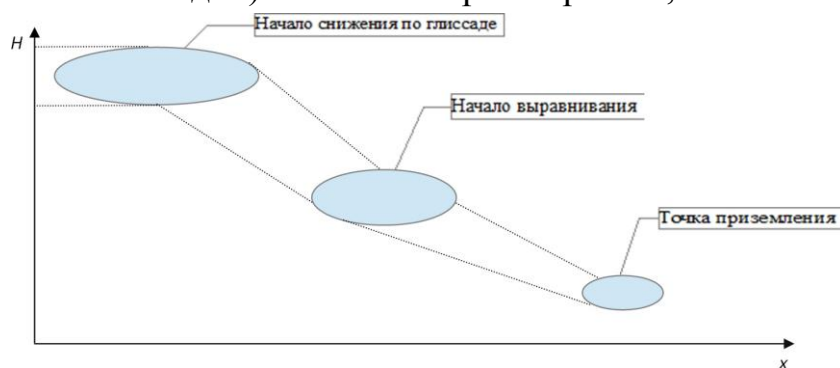 Начало снижения по глиссаде
H
Начало выравнивания
Точка приземления
x